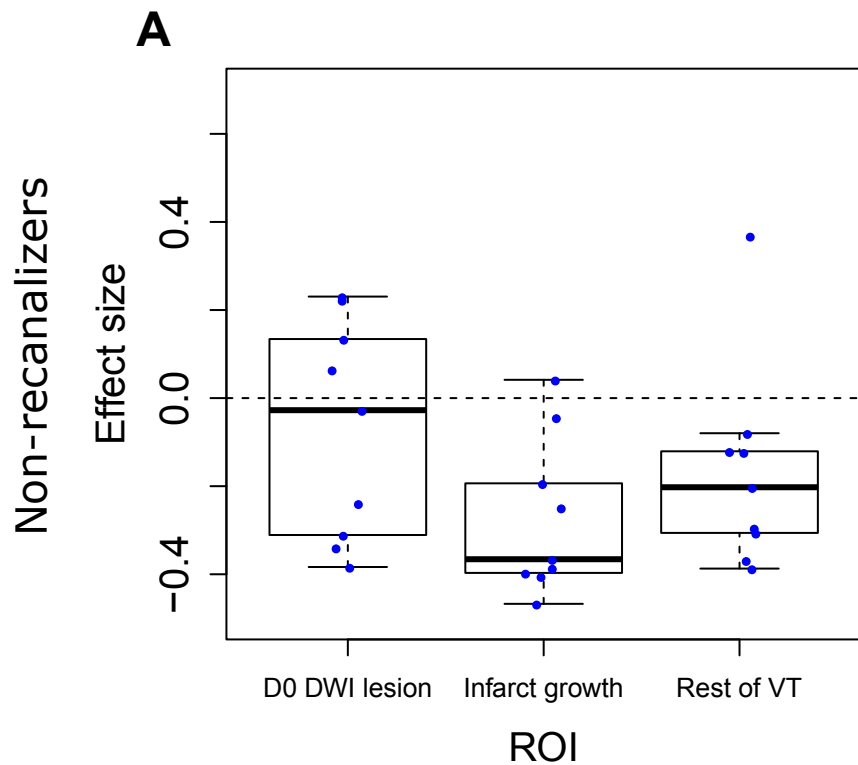 A
Non-recanalizers
Effect size
0.4
0.0
−0.4
D0 DWI lesion
Infarct growth
Rest of VT
ROI